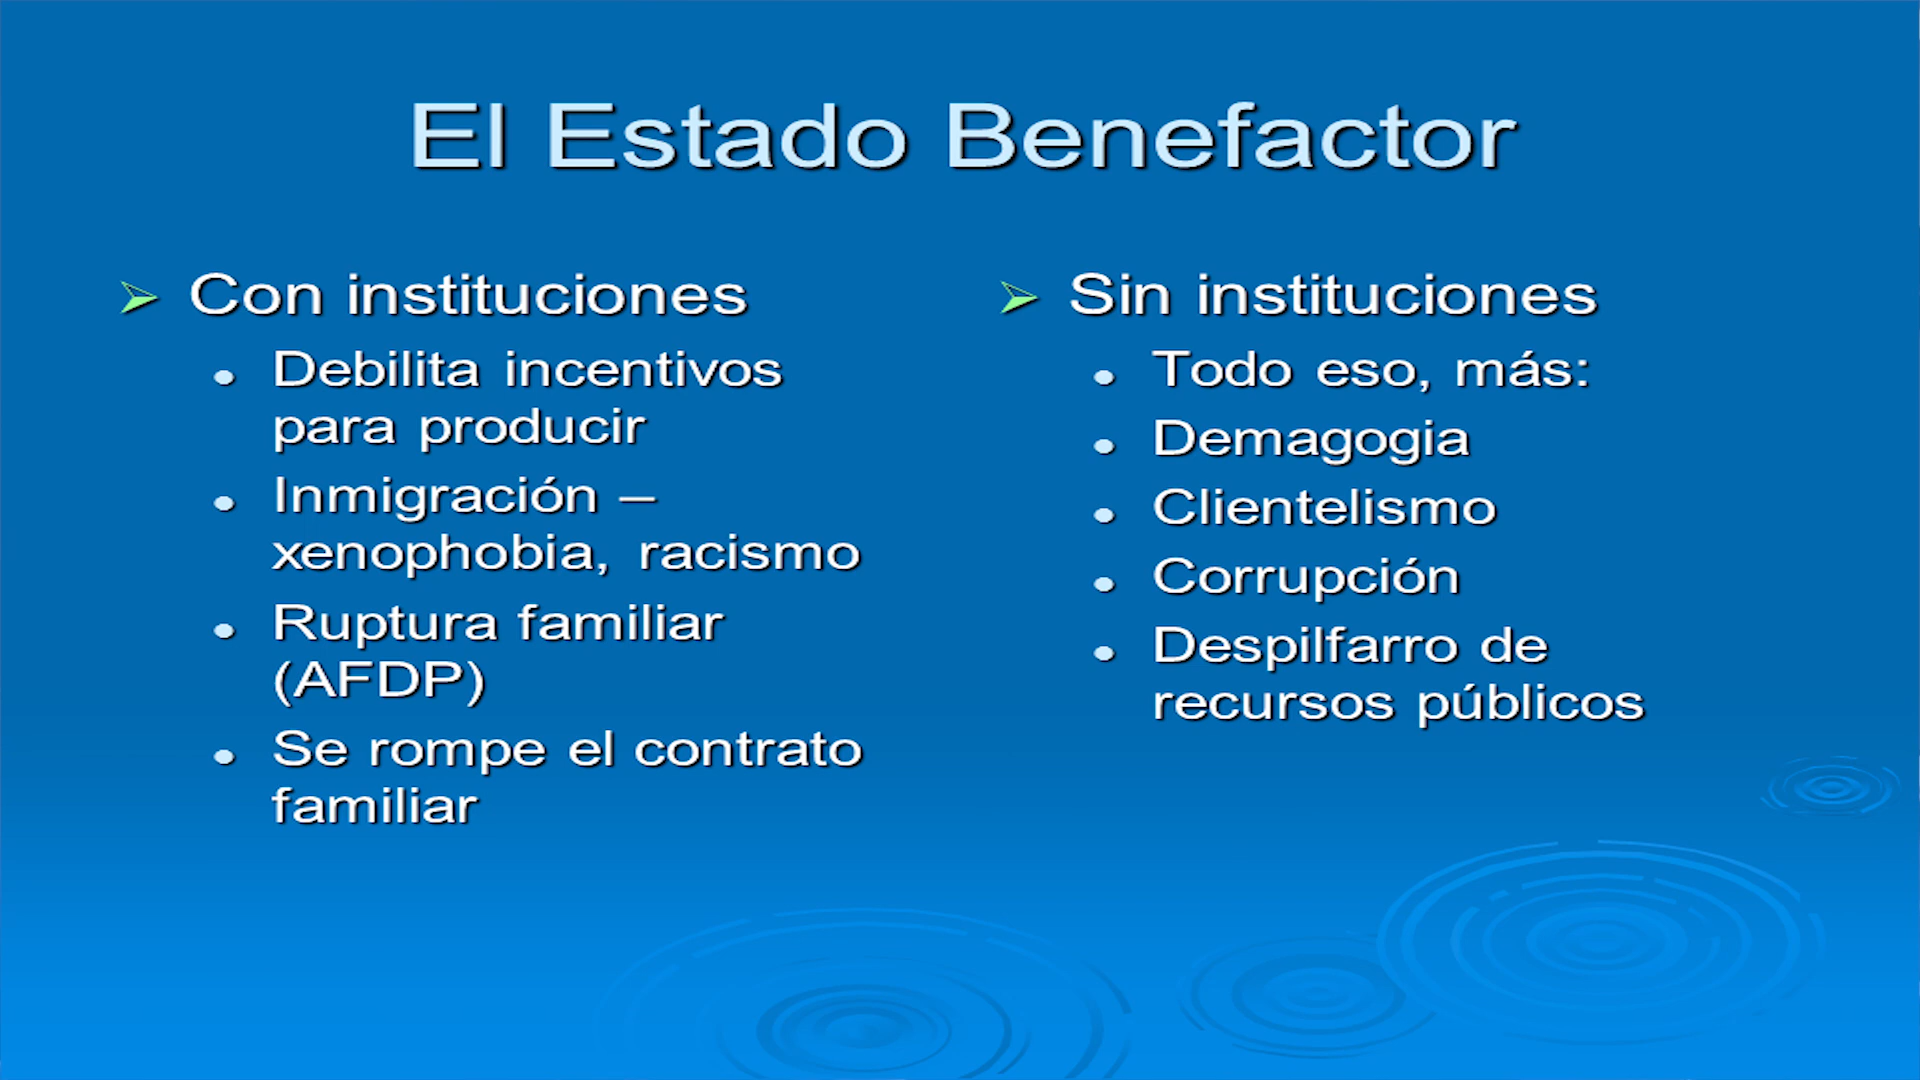 El Estado Benefactor
Con instituciones
Debilita incentivos
para producir
Inmigración –
xenophobia, racismo
Ruptura familiar
(AFDP)
Se rompe el contrato
familiar
Sin instituciones
Todo eso, más:
Demagogia
Clientelismo
Corrupción
Despilfarro de
recursos públicos